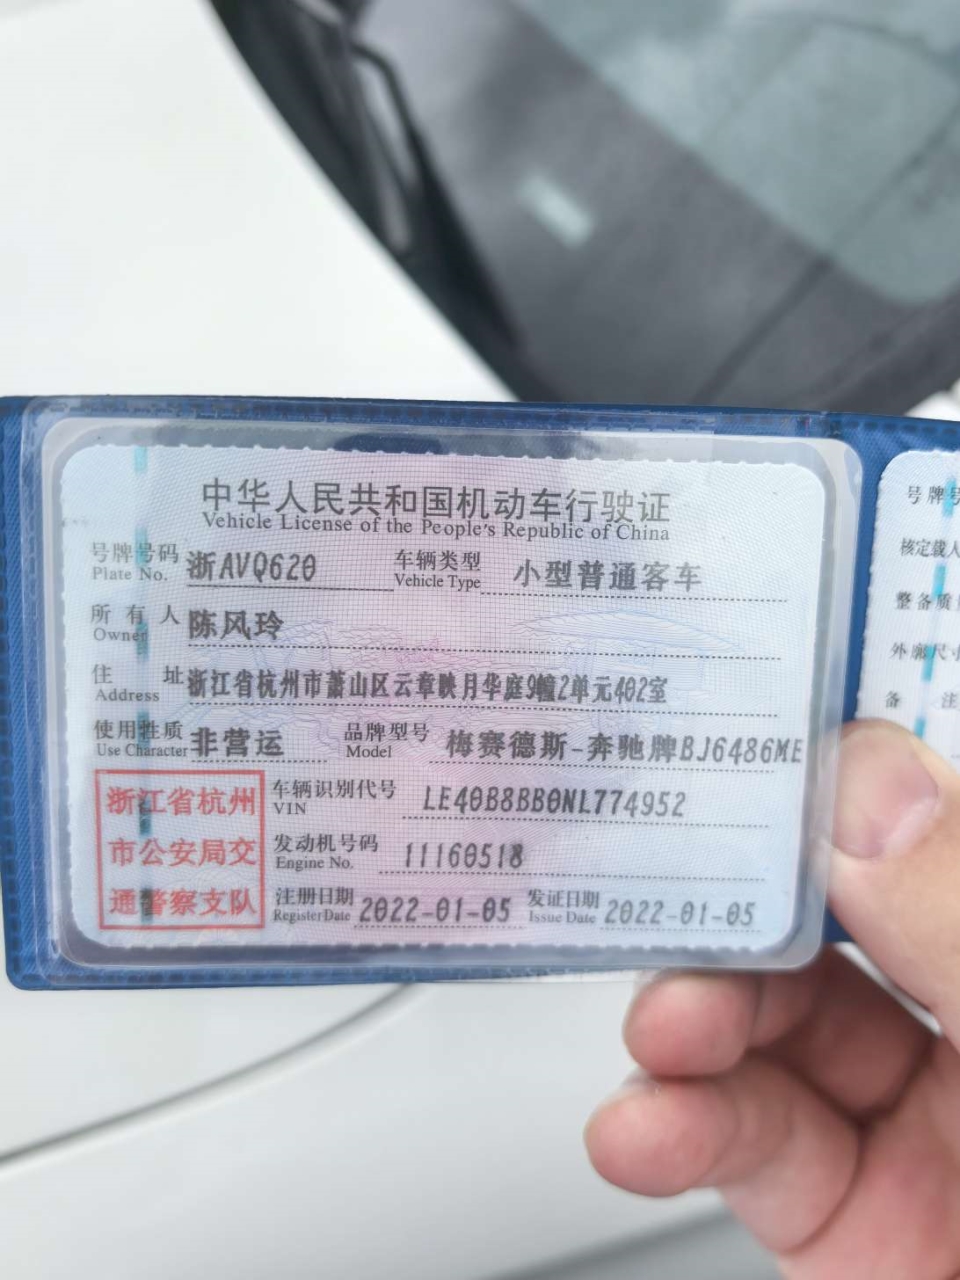 中华人民共和国机动车行驶证
Vehicle License of the People's Republic of China
号牌号码 浙AVQ620 车辆类型 小型普通客车
Plate No. Vehicle Type
所有人 陈风玲
Owner
住址 浙江省杭州市萧山区云章映月华庭9幢2单元402室
Address
使用性质 非营运 品牌型号 梅赛德斯-奔驰牌BJ6486ME
Use Character Model
浙江省杭州
市公安局交
通警察支队
车辆识别代号 LE40B8BB0NL774952
VIN
发动机号码 11160518
Engine No.
注册日期 2022-01-05 发证日期 2022-01-05
Register Date Issue Date
号牌号
核定载人
整备质量
外廓尺寸
备注